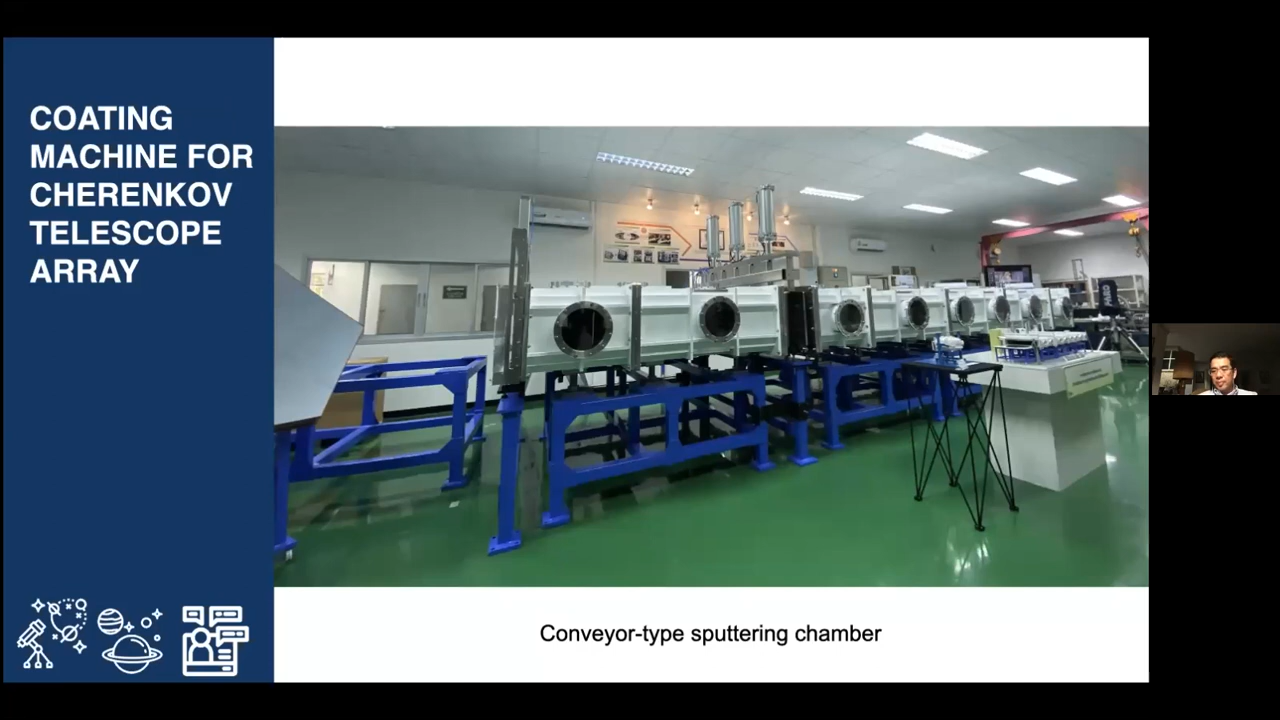 COATING
MACHINE FOR
CHERENKOV
TELESCOPE
ARRAY
Conveyor-type sputtering chamber